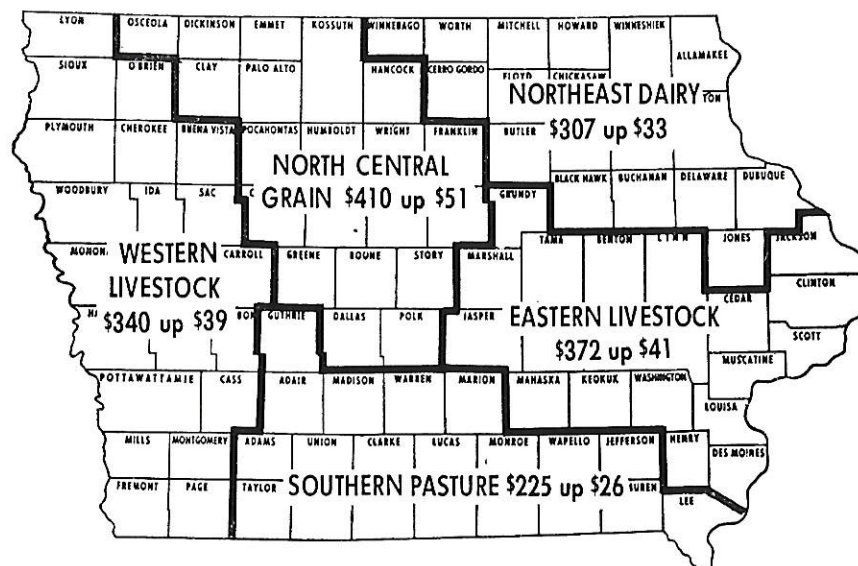 LYON OSCEOLA DICKINSON EMMET KOSSUTH WINNEBAGO WORTH MITCHELL HOWARD WINNESHIEK
ALLAMAKEE
SIOUX O'BRIEN CLAY PALO ALTO HANCOCK CERRO GORDO FLOYD CHICKASAW
NORTHEAST DAIRY TON
$307 up $33
PLYMOUTH CHEROKEE BUENA VISTA POCAHONTAS HUMBOLDT WRIGHT FRANKLIN BUTLER
NORTH CENTRAL
GRAIN $410 up $51
WOODBURY IDA SAC C GRUNDY BLACK HAWK BUCHANAN DELAWARE DUBUQUE
WESTERN
LIVESTOCK
$340 up $39
MONON CARROLL GREENE BOONE STORY MARSHALL TAMA BENTON LINN JONES JACKSON
CLINTON
CEDAR
HA GUTHRIE DALLAS POLK JASPER
EASTERN LIVESTOCK
$372 up $41
SCOTT
MUSCATINE
POTTAWATTAMIE CASS ADAIR MADISON WARREN MARION MAHASKA KEOKUK WASHINGTON
LOUISA
MILLS MONTGOMERY ADAMS UNION CLARKE LUCAS MONROE WAPELLO JEFFERSON HENRY
DES MOINES
FREMONT PAGE TAYLOR SOUTHERN PASTURE $225 up $26 BUREN LEE